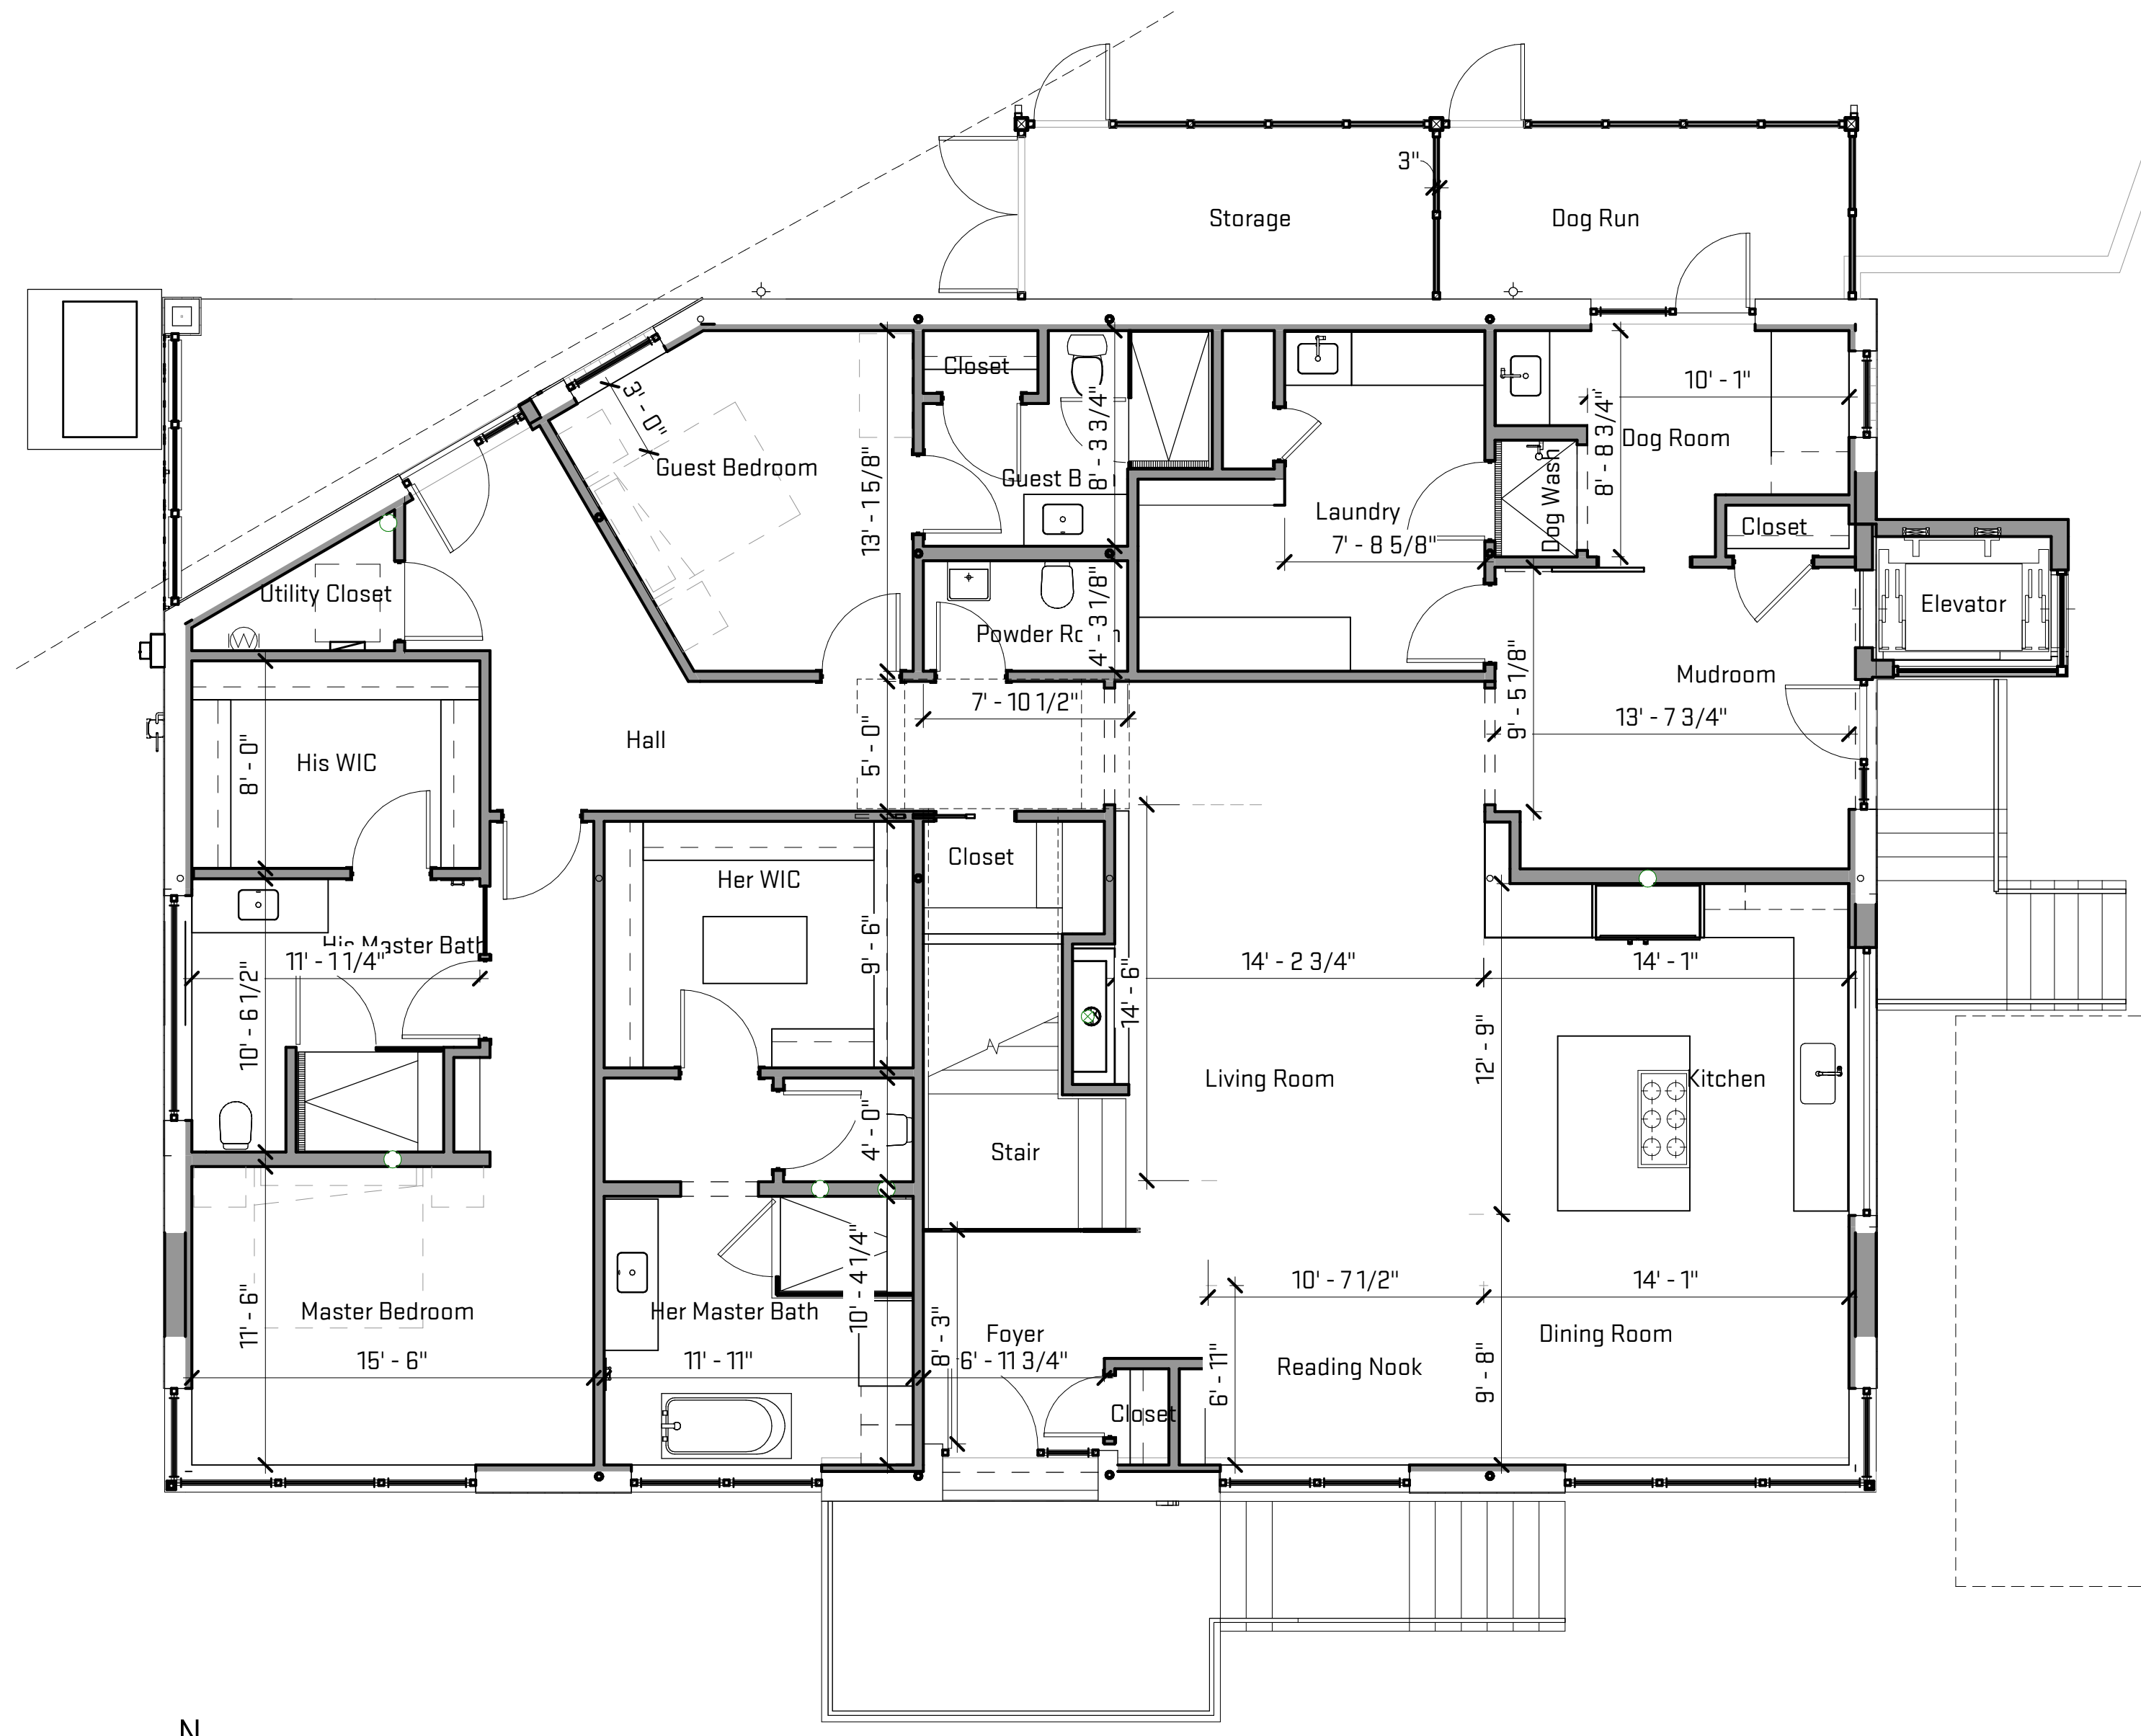 3"
Storage
Dog Run
Closet
10' - 1"
3' - 0"
8' - 3 3/4"
8' - 8 3/4"
Dog Room
Guest Bedroom
Guest B
13' - 1 5/8"
Dog Wash
Laundry
7' - 8 5/8"
Closet
Utility Closet
Elevator
Powder
4' - 3 1/8"
Mudroom
9' - 5 1/8"
7' - 10 1/2"
13' - 7 3/4"
Hall
5' - 0"
His WIC
8' - 0"
Closet
Her WIC
His Master Bath
11' - 1 1/4"
9' - 6"
14' - 6"
14' - 2 3/4"
14' - 1"
10' - 6 1/2"
12' - 9"
Living Room
Kitchen
4' - 0"
Stair
10' - 4 1/4"
10' - 7 1/2"
14' - 1"
11' - 6"
Master Bedroom
Her Master Bath
8' - 3"
Foyer
Dining Room
15' - 6"
11' - 11"
6' - 11 3/4"
6' - 11"
Reading Nook
9' - 8"
Closet
N